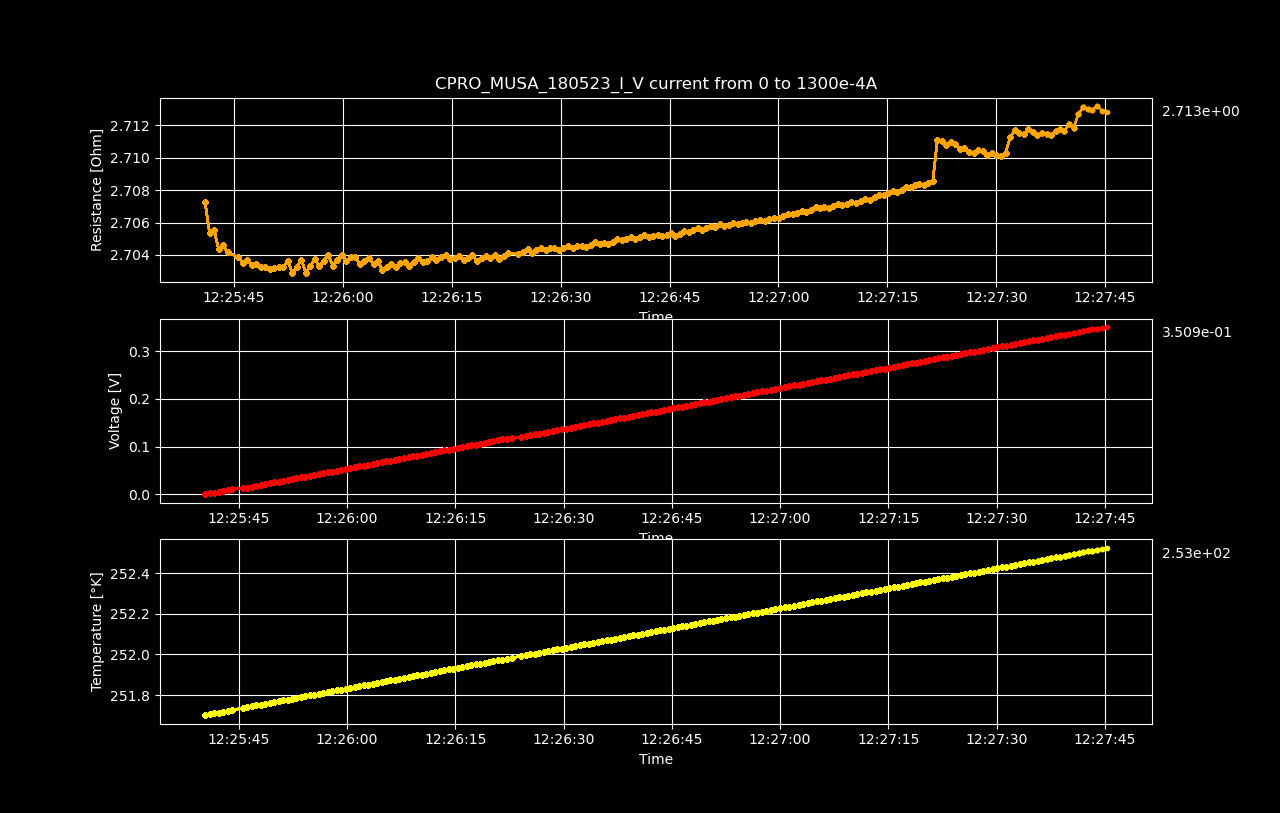 CPRO_MUSA_180523_I_V current from 0 to 1300e-4A
2.713e+00
Resistance [Ohm]
2.712
2.710
2.708
2.706
2.704
12:25:45 12:26:00 12:26:15 12:26:30 12:26:45 12:27:00 12:27:15 12:27:30 12:27:45
Time
3.509e-01
Voltage [V]
0.3
0.2
0.1
0.0
12:25:45 12:26:00 12:26:15 12:26:30 12:26:45 12:27:00 12:27:15 12:27:30 12:27:45
Time
2.53e+02
Temperature [°K]
252.4
252.2
252.0
251.8
12:25:45 12:26:00 12:26:15 12:26:30 12:26:45 12:27:00 12:27:15 12:27:30 12:27:45
Time